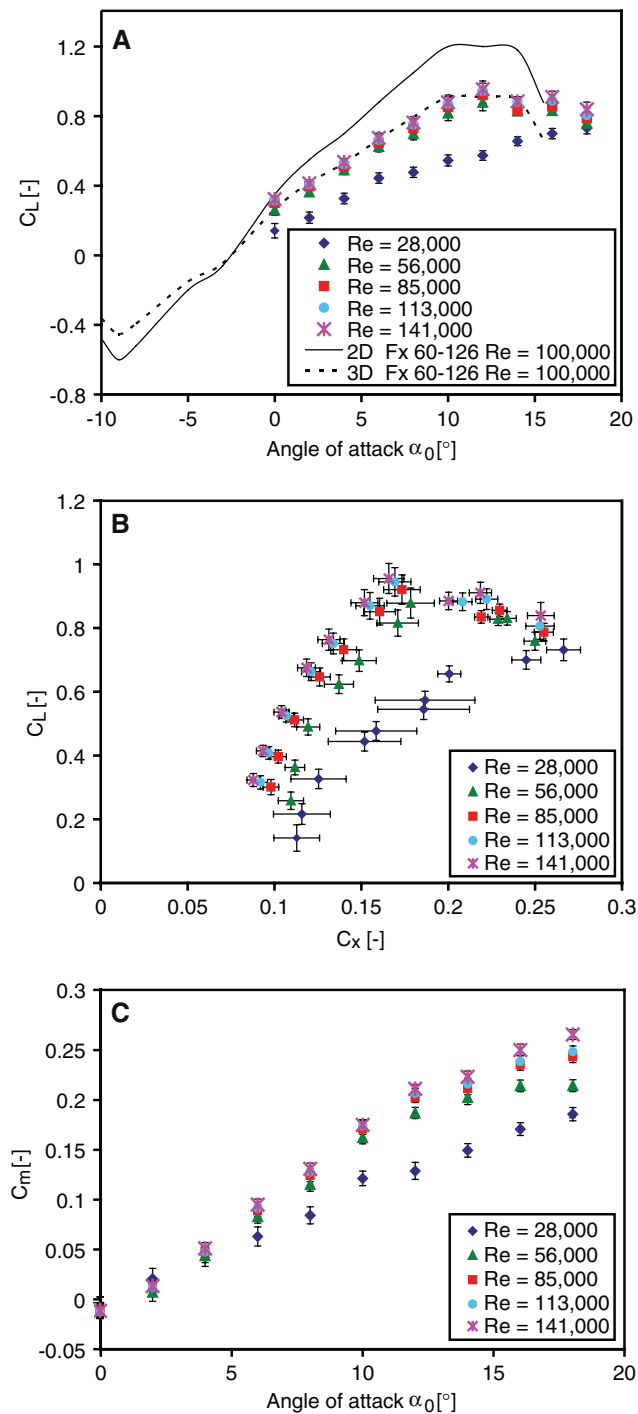 A
1.2
0.8
0.4
0
-0.4
-0.8
C_L [-]
Re = 28,000
Re = 56,000
Re = 85,000
Re = 113,000
Re = 141,000
2D Fx 60-126 Re = 100,000
3D Fx 60-126 Re = 100,000
-10 -5 0 5 10 15 20
Angle of attack α₀[°]
B
1.2
1
0.8
0.6
0.4
0.2
0
C_L [-]
Re = 28,000
Re = 56,000
Re = 85,000
Re = 113,000
Re = 141,000
0 0.05 0.1 0.15 0.2 0.25 0.3
C_x [-]
C
0.3
0.25
0.2
0.15
0.1
0.05
0
-0.05
C_m [-]
Re = 28,000
Re = 56,000
Re = 85,000
Re = 113,000
Re = 141,000
0 5 10 15 20
Angle of attack α₀[°]